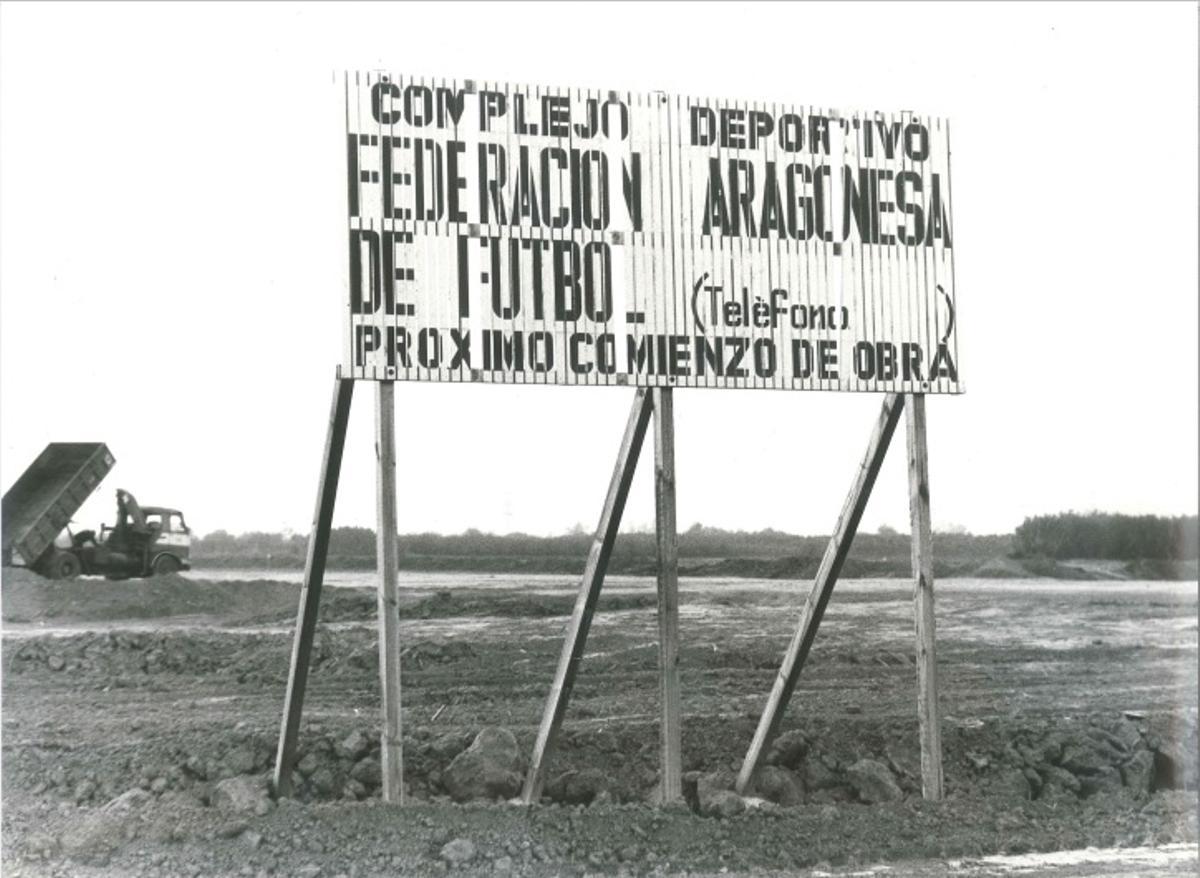 COMPLEJO DEPORTIVO
FEDERACION ARAGONESA
DE FUTBOL (Telèfono )
PROXIMO COMIENZO DE OBRA